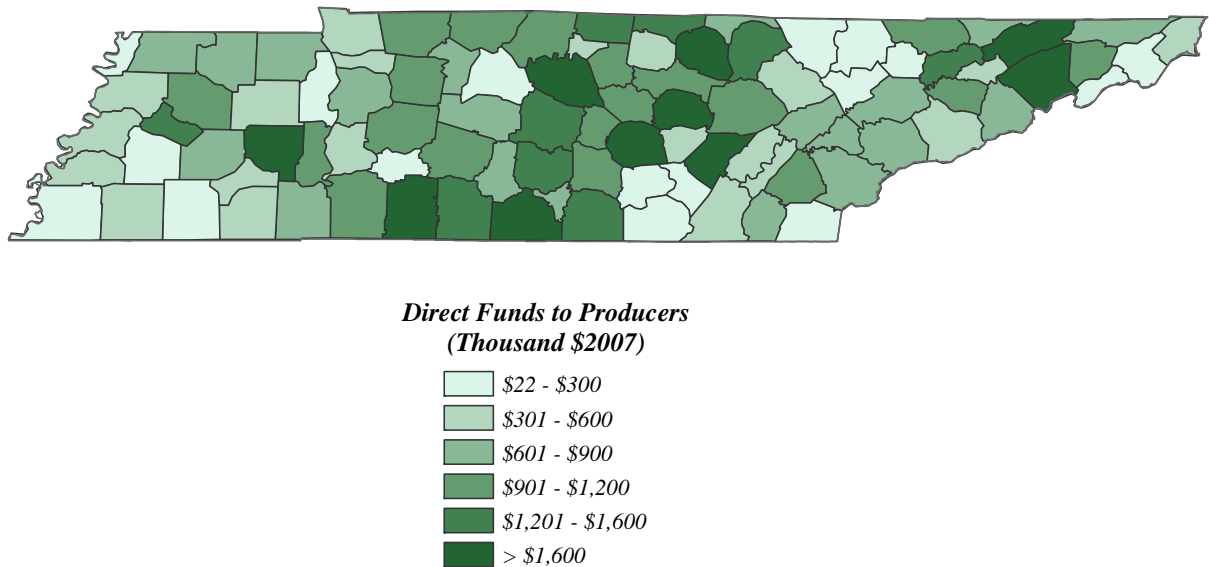 Direct Funds to Producers
(Thousand $2007)
$22 - $300
$301 - $600
$601 - $900
$901 - $1,200
$1,201 - $1,600
> $1,600